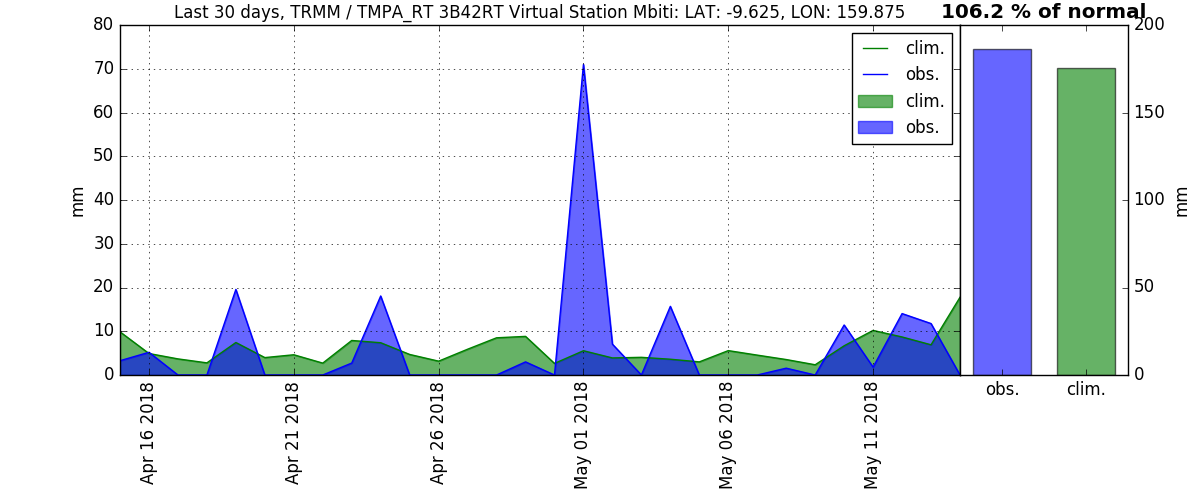 Last 30 days, TRMM / TMPA_RT 3B42RT Virtual Station Mbiti: LAT: -9.625, LON: 159.875
106.2 % of normal
80
70
60
50
40
30
20
10
0
mm
clim.
obs.
clim.
obs.
200
150
100
50
0
mm
Apr 16 2018
Apr 21 2018
Apr 26 2018
May 01 2018
May 06 2018
May 11 2018
obs.
clim.